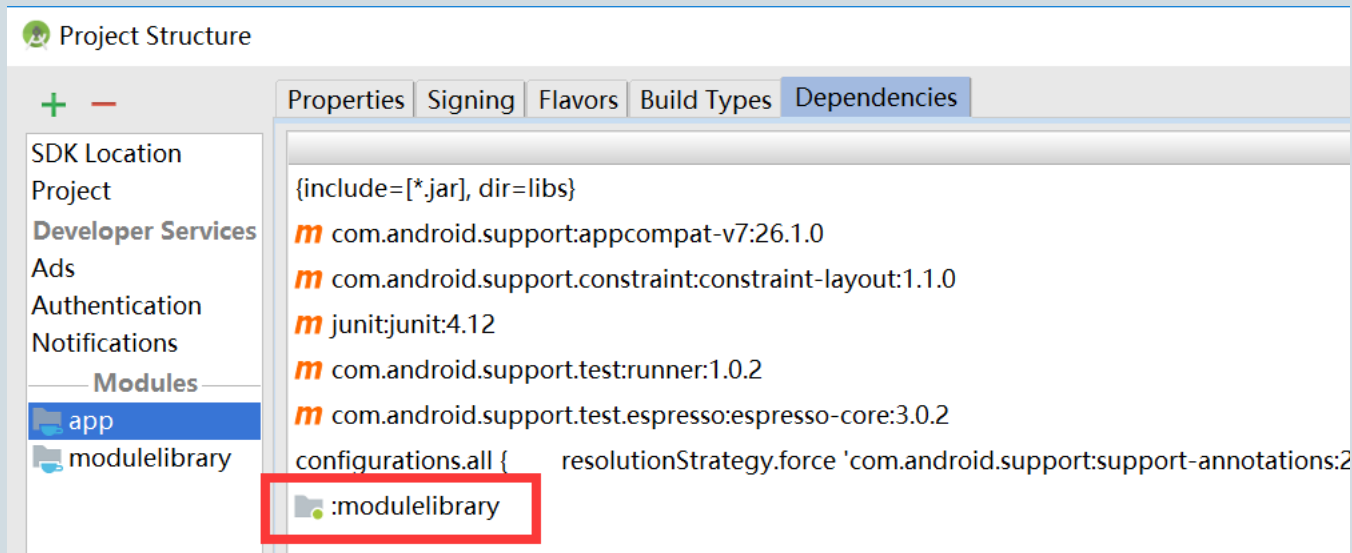 Project Structure
Properties Signing Flavors Build Types Dependencies
SDK Location
Project
Developer Services
Ads
Authentication
Notifications
Modules
app
modulelibrary
{include=[*.jar], dir=libs}
m com.android.support:appcompat-v7:26.1.0
m com.android.support.constraint:constraint-layout:1.1.0
m junit:junit:4.12
m com.android.support.test:runner:1.0.2
m com.android.support.test.espresso:espresso-core:3.0.2
configurations.all { resolutionStrategy.force 'com.android.support:support-annotations:2
:modulelibrary